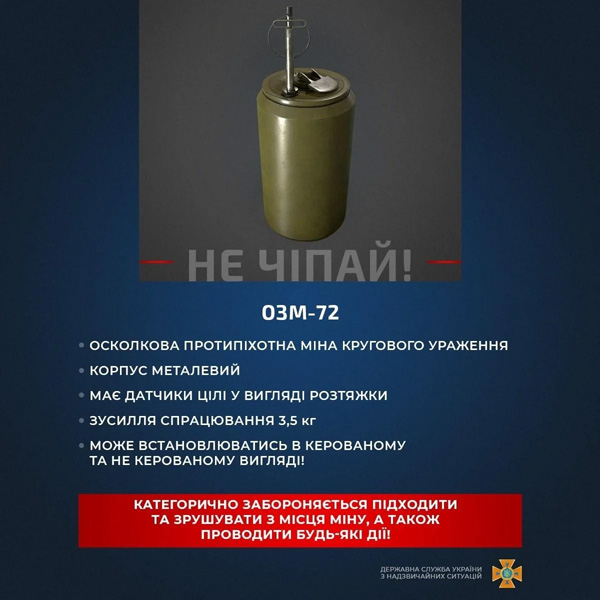 НЕ ЧІПАЙ!
ОЗМ-72
ОСКОЛКОВА ПРОТИПІХОТНА МІНА КРУГОВОГО УРАЖЕННЯ
КОРПУС МЕТАЛЕВИЙ
МАЄ ДАТЧИКИ ЦІЛІ У ВИГЛЯДІ РОЗТЯЖКИ
ЗУСИЛЛЯ СПРАЦЮВАННЯ 3,5 кг
МОЖЕ ВСТАНОВЛЮВАТИСЬ В КЕРОВАНОМУ
ТА НЕ КЕРОВАНОМУ ВИГЛЯДІ!
КАТЕГОРИЧНО ЗАБОРОНЯЄТЬСЯ ПІДХОДИТИ
ТА ЗРУШУВАТИ З МІСЦЯ МІНУ, А ТАКОЖ
ПРОВОДИТИ БУДЬ-ЯКІ ДІЇ!
ДЕРЖАВНА СЛУЖБА УКРАЇНИ
З НАДЗВИЧАЙНИХ СИТУАЦІЙ